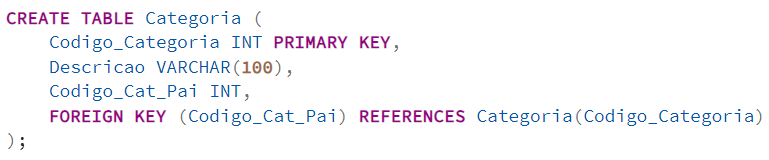 CREATE TABLE Categoria (
    Codigo_Categoria INT PRIMARY KEY,
    Descricao VARCHAR(100),
    Codigo_Cat_Pai INT,
    FOREIGN KEY (Codigo_Cat_Pai) REFERENCES Categoria(Codigo_Categoria)
);